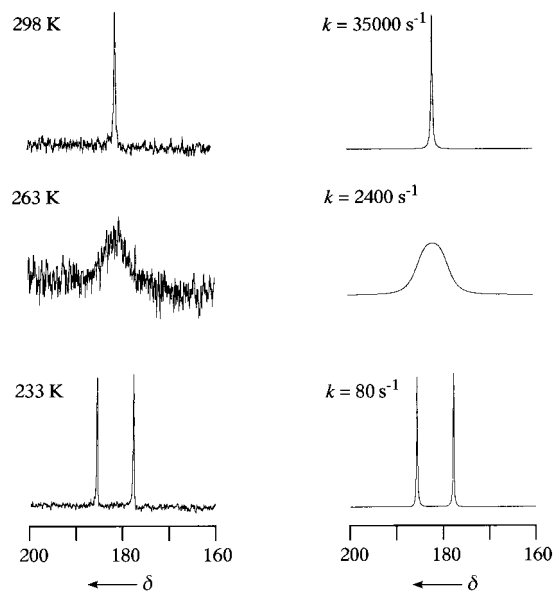 298 K
k = 35000 s⁻¹
263 K
k = 2400 s⁻¹
233 K
k = 80 s⁻¹
200 180 160
200 180 160
← δ
← δ